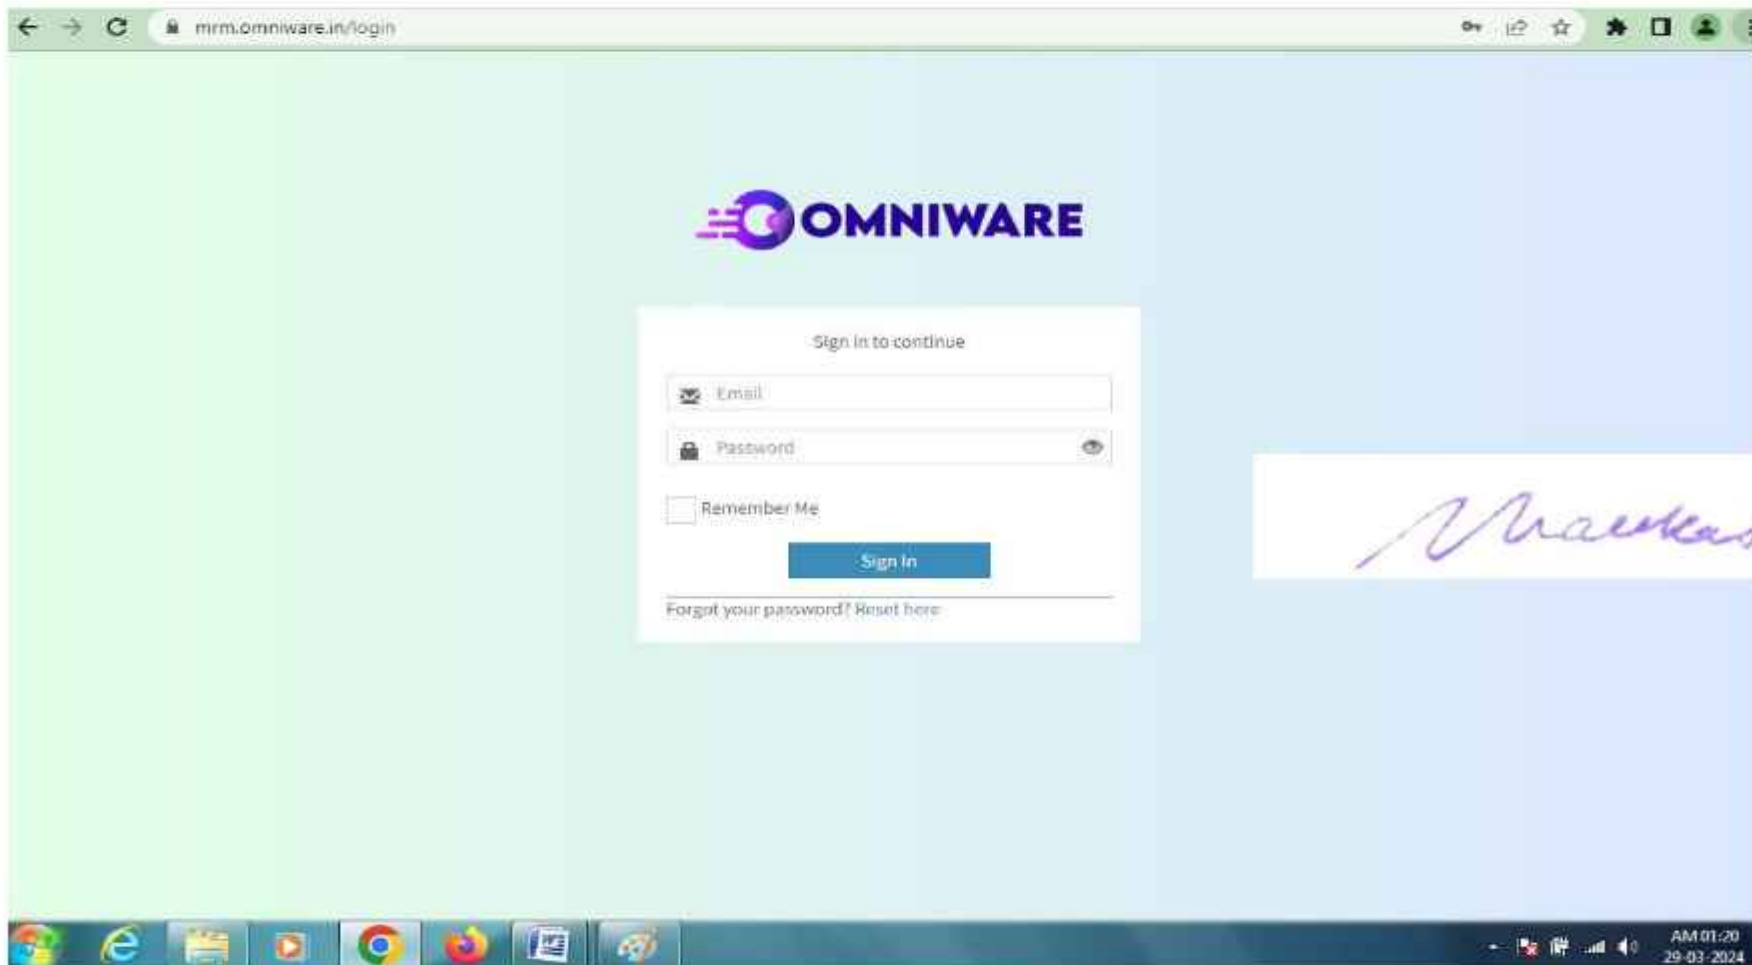 mrm.omniware.in/login
OMNIWARE
Sign in to continue
Email
Password
Remember Me
Sign In
Forgot your password? Reset here
AM 01:20
29-03-2024